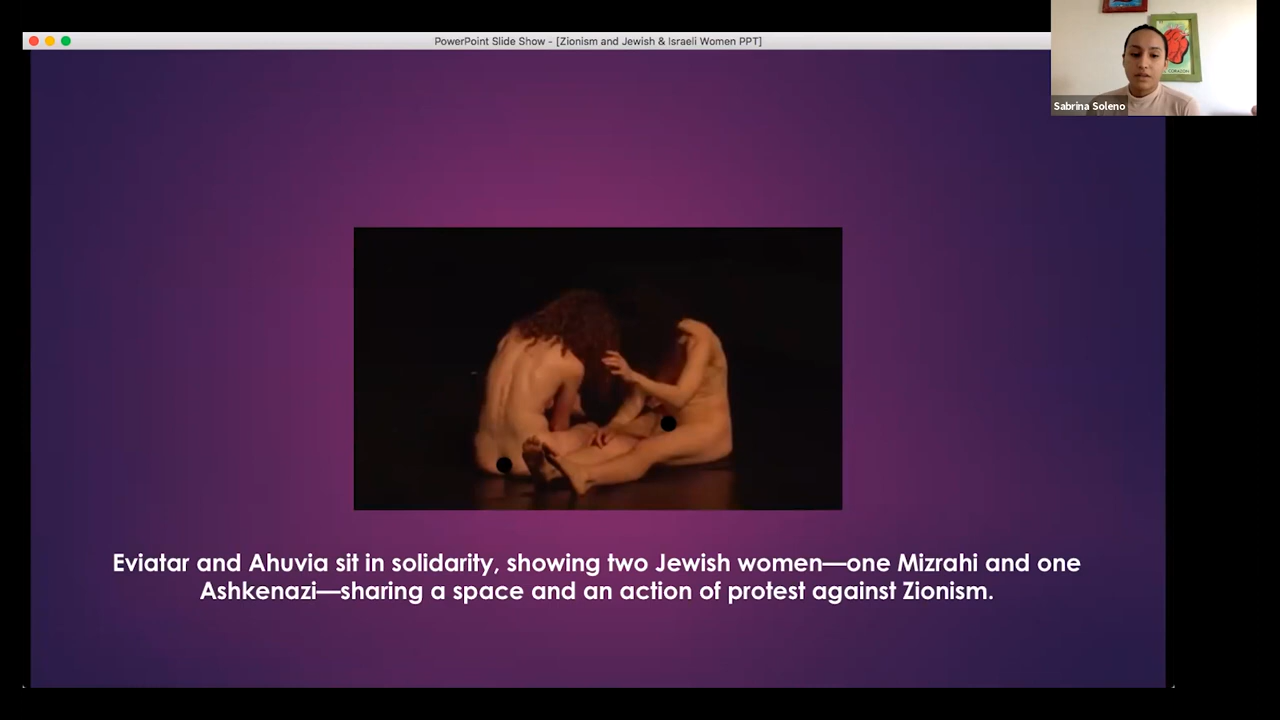 PowerPoint Slide Show - [Zionism and Jewish & Israeli Women PPT]
CORAZON
Sabrina Soleno
Eviatar and Ahuvia sit in solidarity, showing two Jewish women—one Mizrahi and one
Ashkenazi—sharing a space and an action of protest against Zionism.